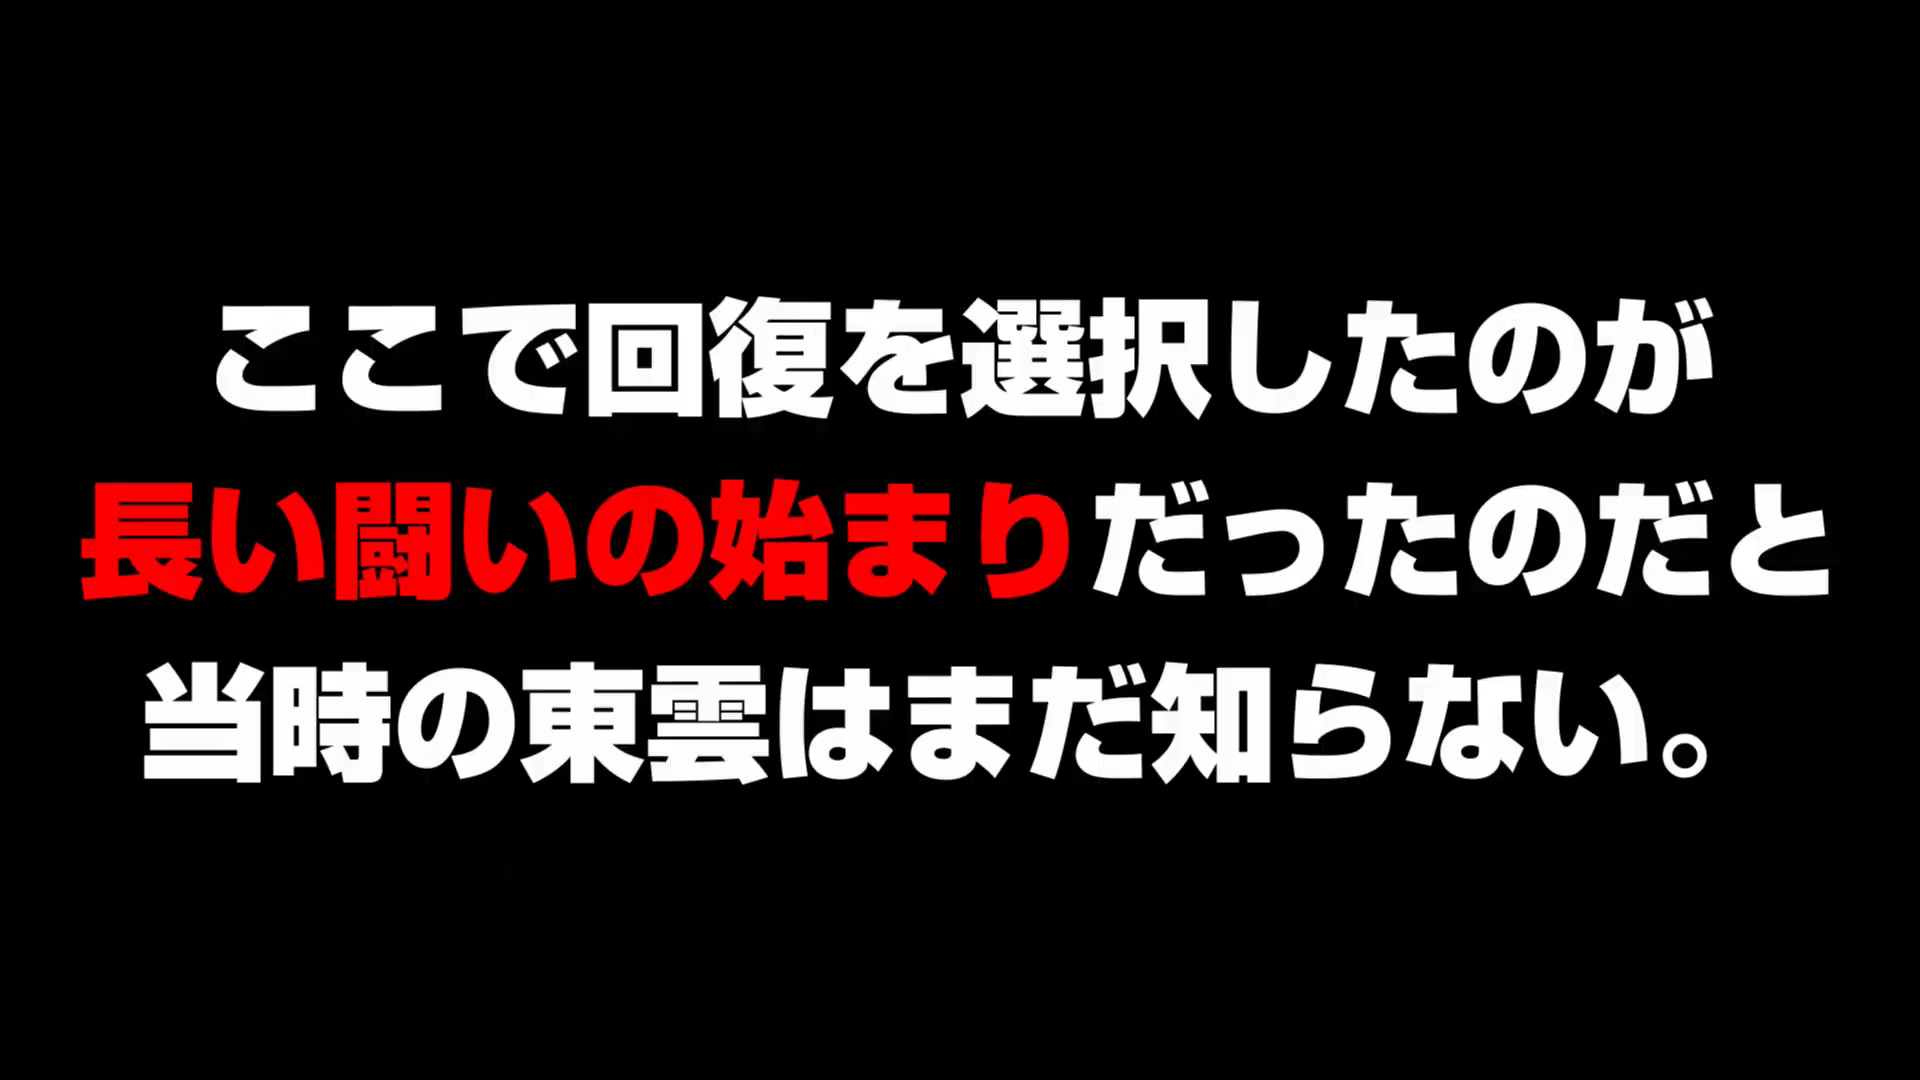 ここで回復を選択したのが
長い闘いの始まりだったのだと
当時の東雲はまだ知らない。